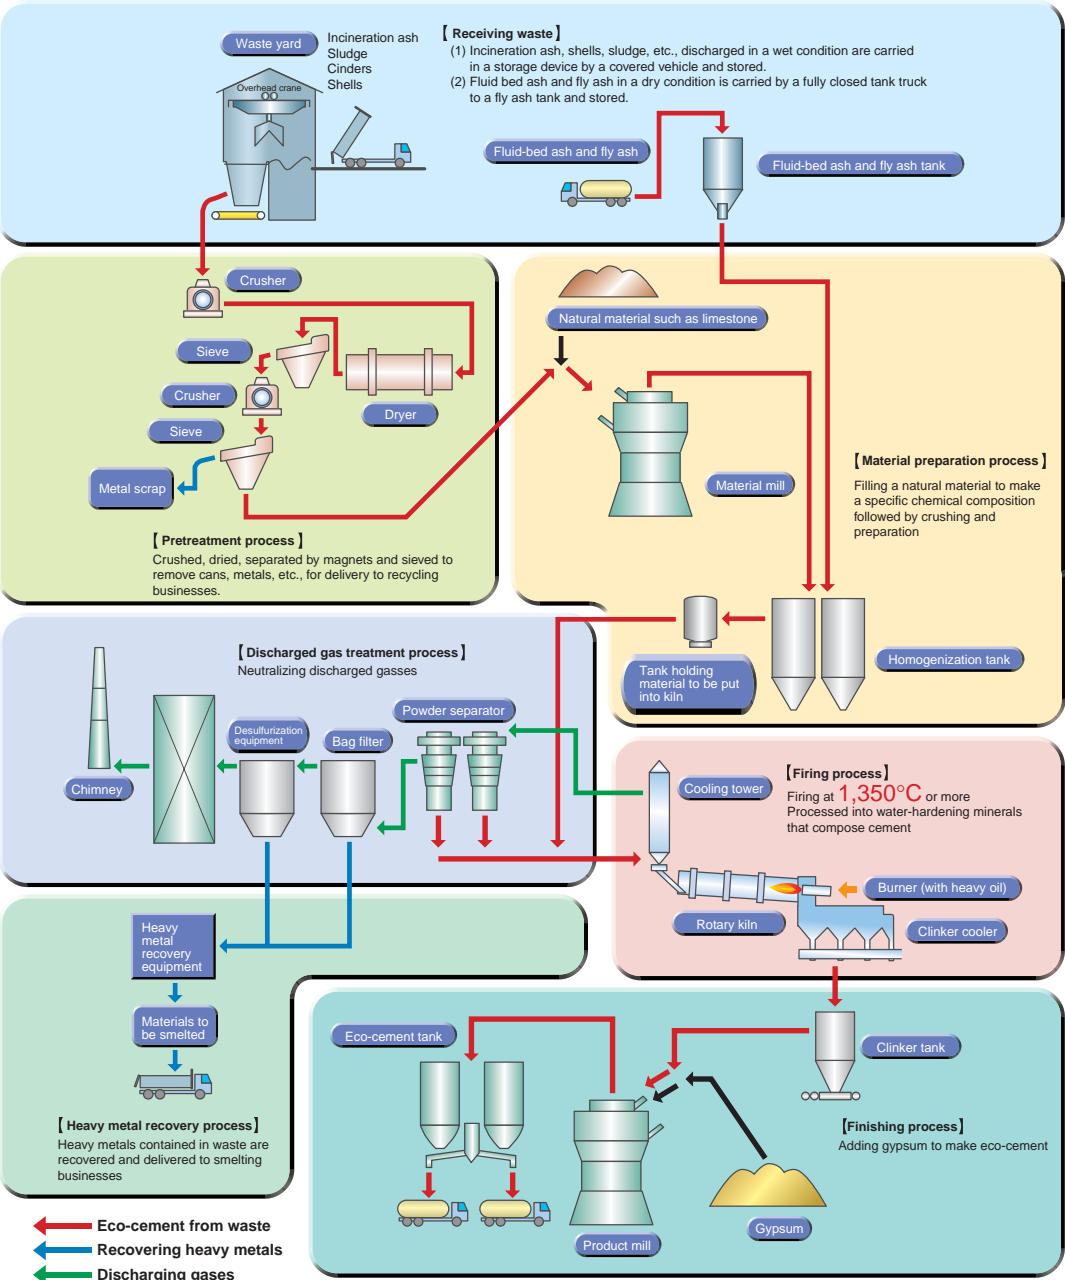 Waste yard
Incineration ash
Sludge
Cinders
Shells
Overhead crane
【 Receiving waste】
(1) Incineration ash, shells, sludge, etc., discharged in a wet condition are carried
in a storage device by a covered vehicle and stored.
(2) Fluid bed ash and fly ash in a dry condition is carried by a fully closed tank truck
to a fly ash tank and stored.
Fluid-bed ash and fly ash
Fluid-bed ash and fly ash tank
Crusher
Sieve
Crusher
Sieve
Dryer
Metal scrap
【 Pretreatment process】
Crushed, dried, separated by magnets and sieved to
remove cans, metals, etc., for delivery to recycling
businesses.
Natural material such as limestone
Material mill
【Material preparation process】
Filling a natural material to make
a specific chemical composition
followed by crushing and
preparation
Homogenization tank
Tank holding
material to be put
into kiln
【Discharged gas treatment process】
Neutralizing discharged gasses
Powder separator
Desulfurization
equipment
Bag filter
Chimney
Cooling tower
【Firing process】
Firing at 1,350°C or more
Processed into water-hardening minerals
that compose cement
Burner (with heavy oil)
Rotary kiln
Clinker cooler
Heavy
metal
recovery
equipment
Materials to
be smelted
【Heavy metal recovery process】
Heavy metals contained in waste are
recovered and delivered to smelting
businesses
Eco-cement tank
Clinker tank
【Finishing process】
Adding gypsum to make eco-cement
Gypsum
Product mill
Eco-cement from waste
Recovering heavy metals
Discharging gases